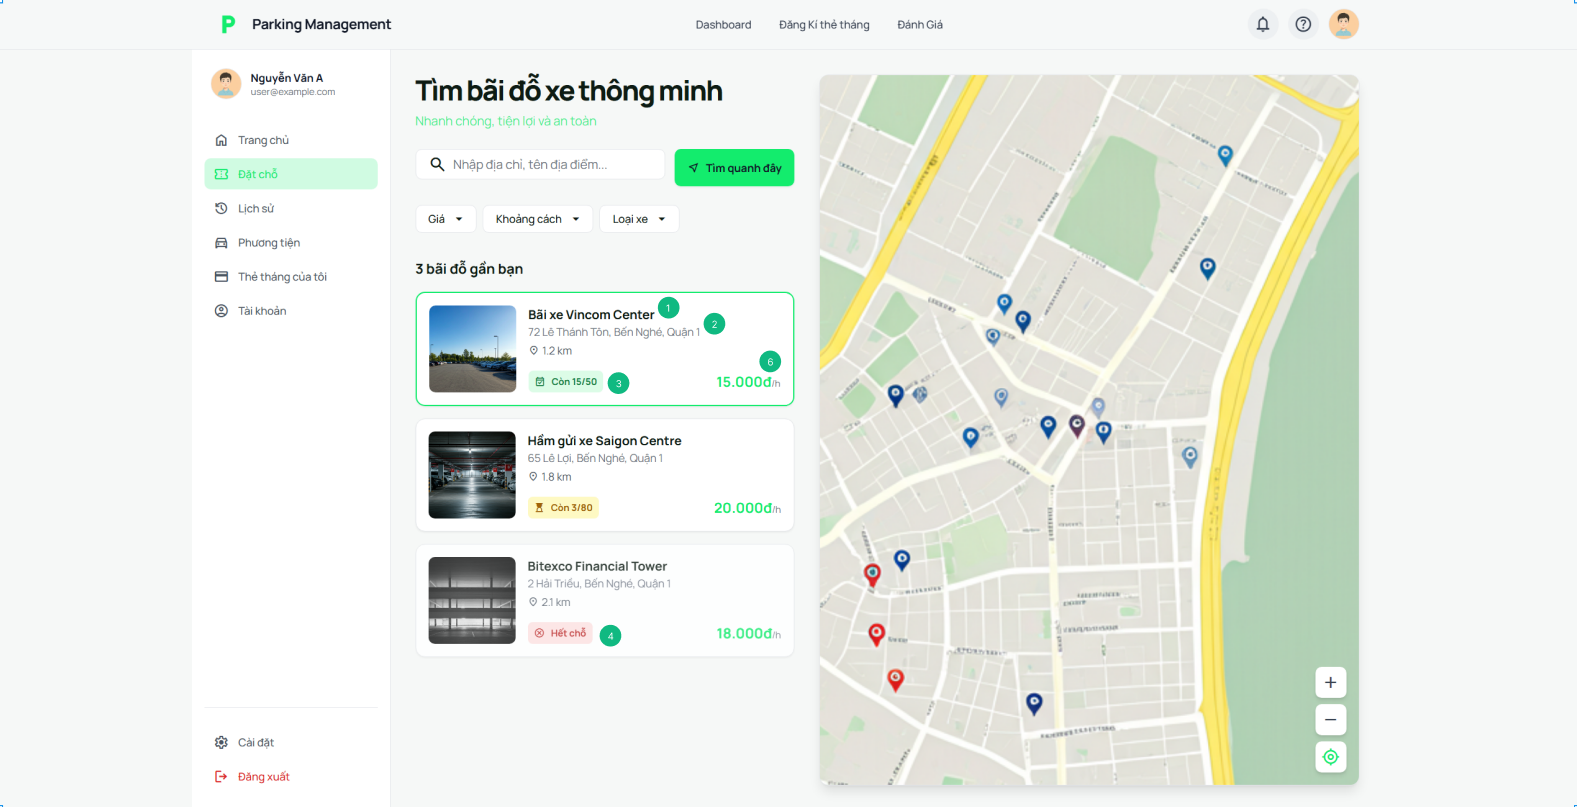 Parking Management
Dashboard
Đăng Kí thẻ tháng
Đánh Giá
Nguyễn Văn A
user@example.com
Trang chủ
Đặt chỗ
Lịch sử
Phương tiện
Thẻ tháng của tôi
Tài khoản
Cài đặt
Đăng xuất
Tìm bãi đỗ xe thông minh
Nhanh chóng, tiện lợi và an toàn
Nhập địa chỉ, tên địa điểm...
Tìm quanh đây
Giá
Khoảng cách
Loại xe
3 bãi đỗ gần bạn
Bãi xe Vincom Center
1
72 Lê Thánh Tôn, Bến Nghé, Quận 1
2
1.2 km
6
Còn 15/50
3
15.000đ/h
Hầm gửi xe Saigon Centre
65 Lê Lợi, Bến Nghé, Quận 1
1.8 km
Còn 3/80
20.000đ/h
Bitexco Financial Tower
2 Hải Triều, Bến Nghé, Quận 1
2.1 km
Hết chỗ
4
18.000đ/h